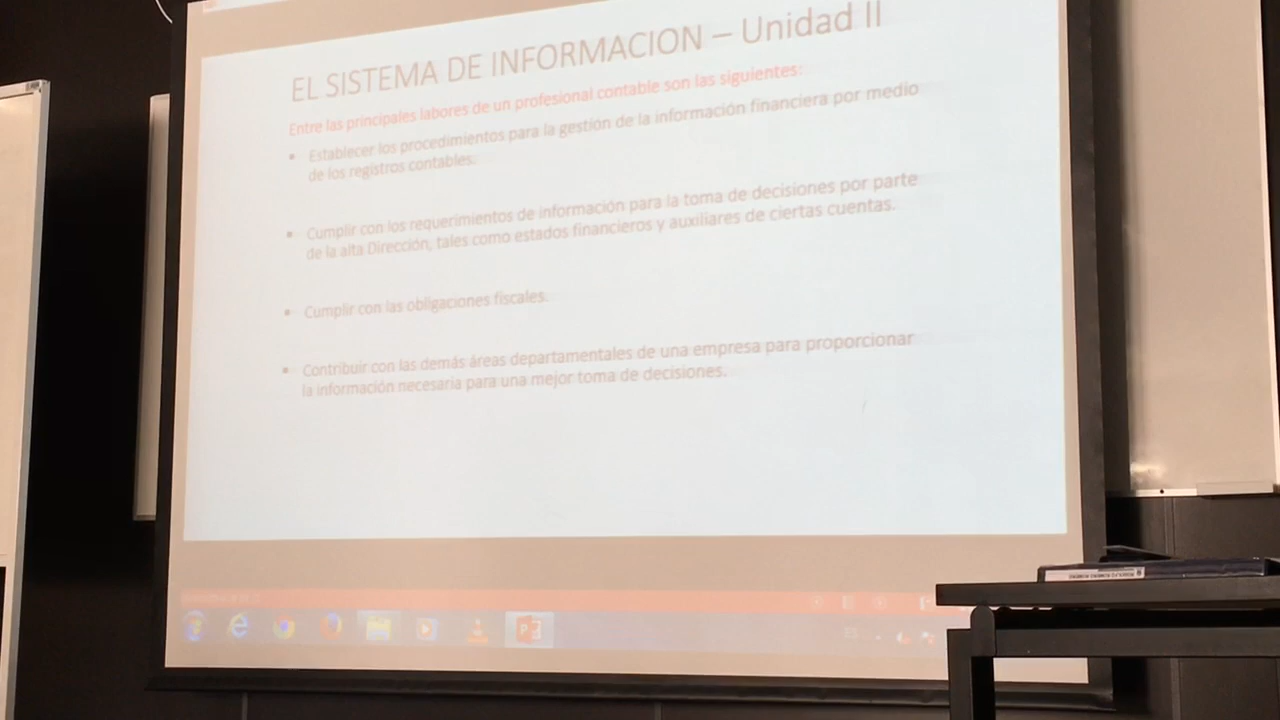 EL SISTEMA DE INFORMACION – Unidad II
Entre las principales labores de un profesional contable son las siguientes:
▪ Establecer los procedimientos para la gestión de la información financiera por medio
de los registros contables.
▪ Cumplir con los requerimientos de información para la toma de decisiones por parte
de la alta Dirección, tales como estados financieros y auxiliares de ciertas cuentas.
▪ Cumplir con las obligaciones fiscales.
▪ Contribuir con las demás áreas departamentales de una empresa para proporcionar
la información necesaria para una mejor toma de decisiones.
ES